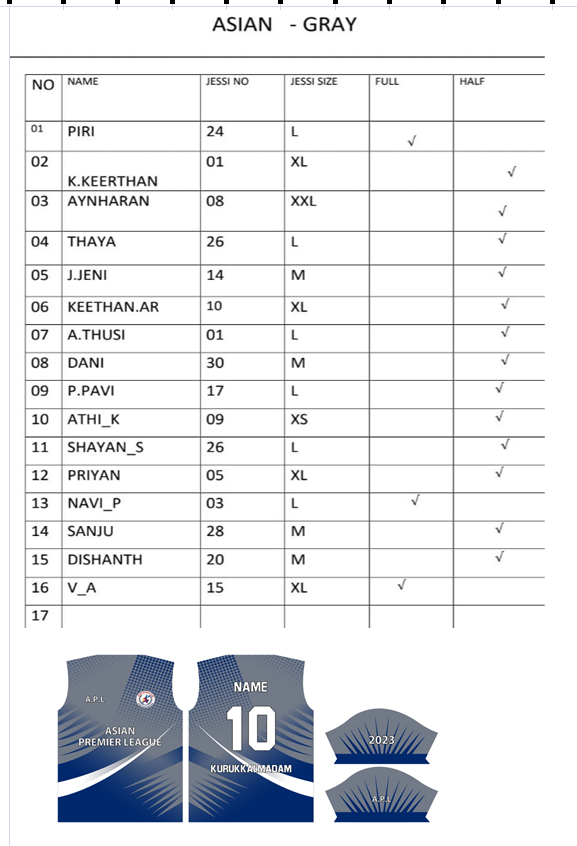 ASIAN - GRAY
NO NAME JESSI NO JESSI SIZE FULL HALF
01 PIRI 24 L √
02 K.KEERTHAN 01 XL √
03 AYNHARAN 08 XXL √
04 THAYA 26 L √
05 J.JENI 14 M √
06 KEETHAN.AR 10 XL √
07 A.THUSI 01 L √
08 DANI 30 M √
09 P.PAVI 17 L √
10 ATHI_K 09 XS √
11 SHAYAN_S 26 L √
12 PRIYAN 05 XL √
13 NAVI_P 03 L √
14 SANJU 28 M √
15 DISHANTH 20 M √
16 V_A 15 XL √
17
A.P.L
ASIAN
PREMIER LEAGUE
NAME
10
KURUKKALMADAM
2023
A.P.L